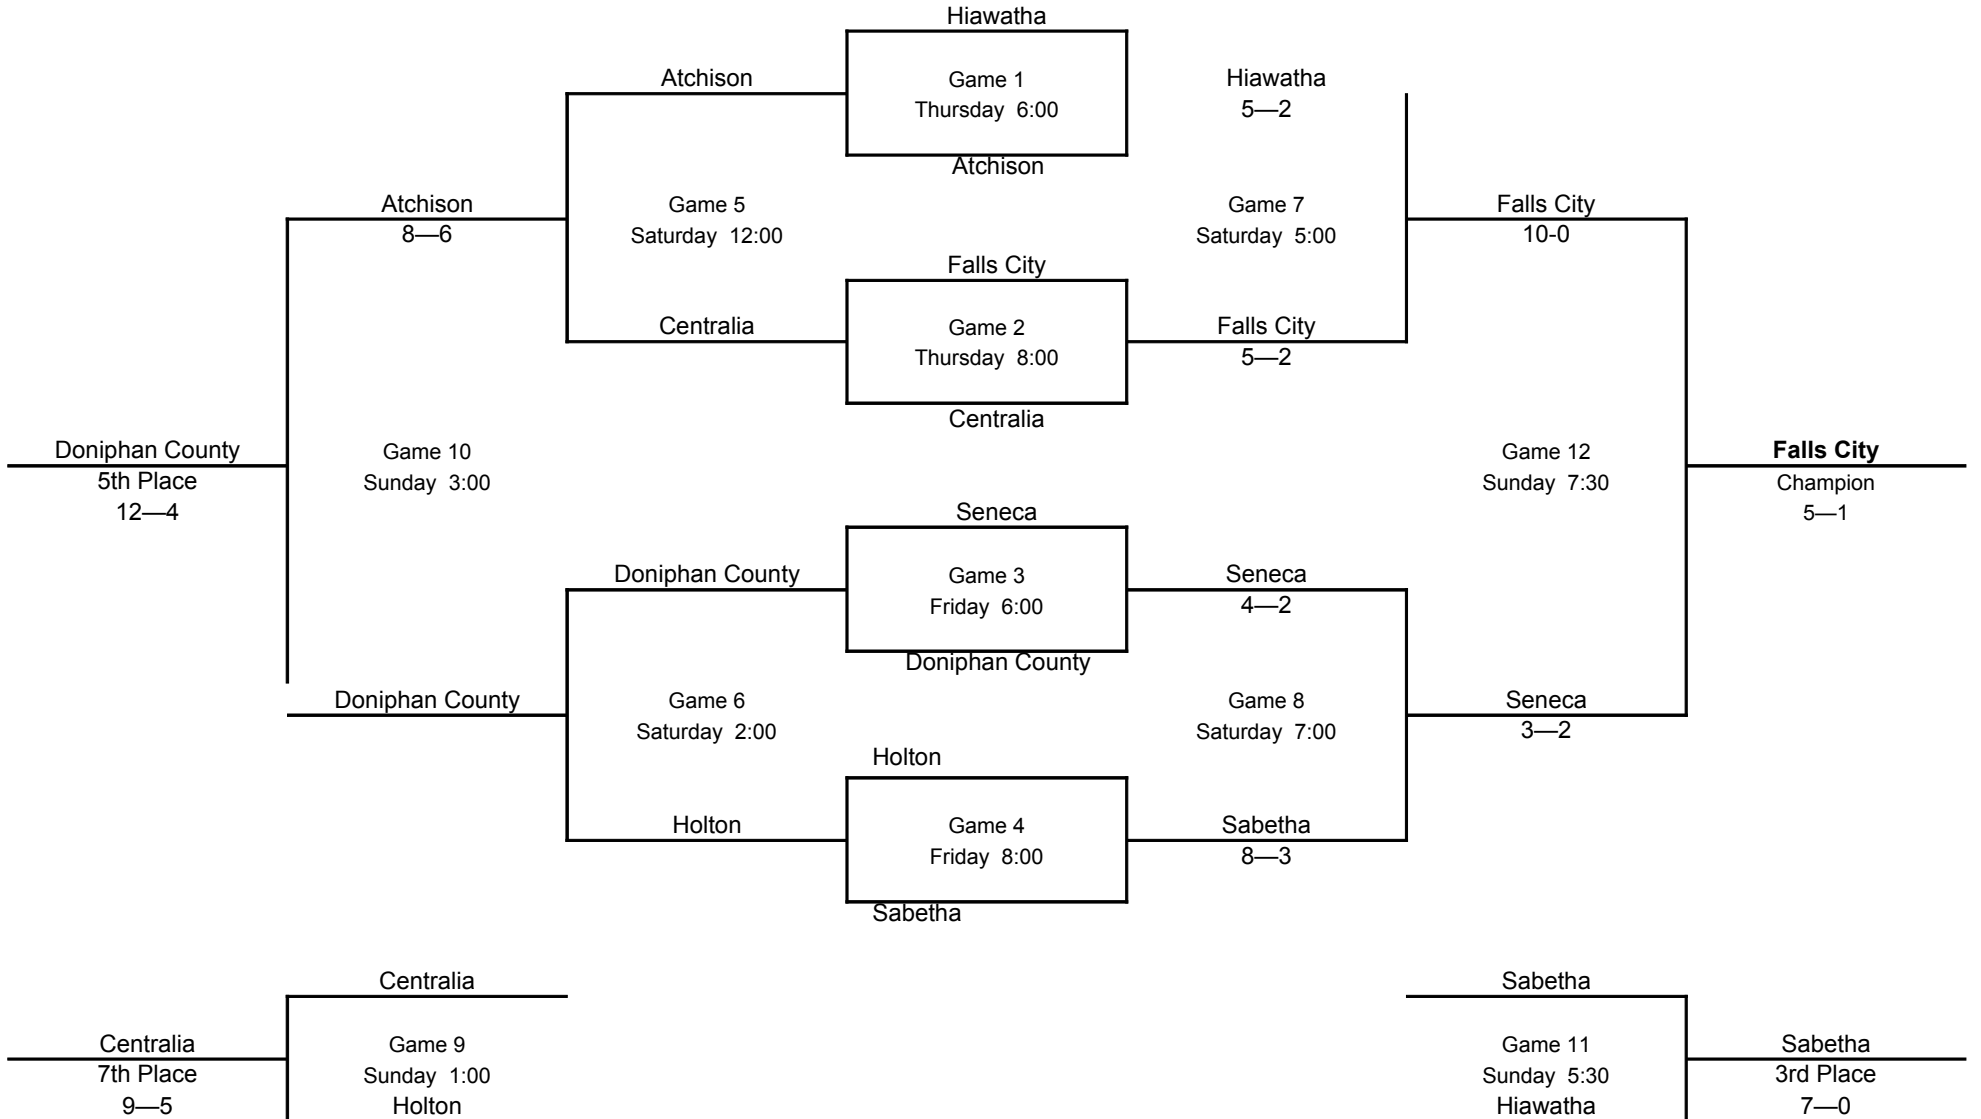 Hiawatha
Atchison
Game 1
Hiawatha
Thursday  6:00
5—2
Atchison
Atchison
Game 5
Game 7
Falls City
8—6
Saturday  12:00
Saturday  5:00
10-0
Falls City
Centralia
Game 2
Falls City
Thursday  8:00
5—2
Centralia
Doniphan County
Game 10
Game 12
Falls City
5th Place
Sunday  3:00
Sunday  7:30
Champion
12—4
5—1
Seneca
Doniphan County
Game 3
Seneca
Friday  6:00
4—2
Doniphan County
Doniphan County
Game 6
Game 8
Seneca
Saturday  2:00
Saturday  7:00
3—2
Holton
Holton
Game 4
Sabetha
Friday  8:00
8—3
Sabetha
Centralia
Sabetha
Centralia
Game 9
Game 11
Sabetha
7th Place
Sunday  1:00
Sunday  5:30
3rd Place
9—5
Holton
Hiawatha
7—0